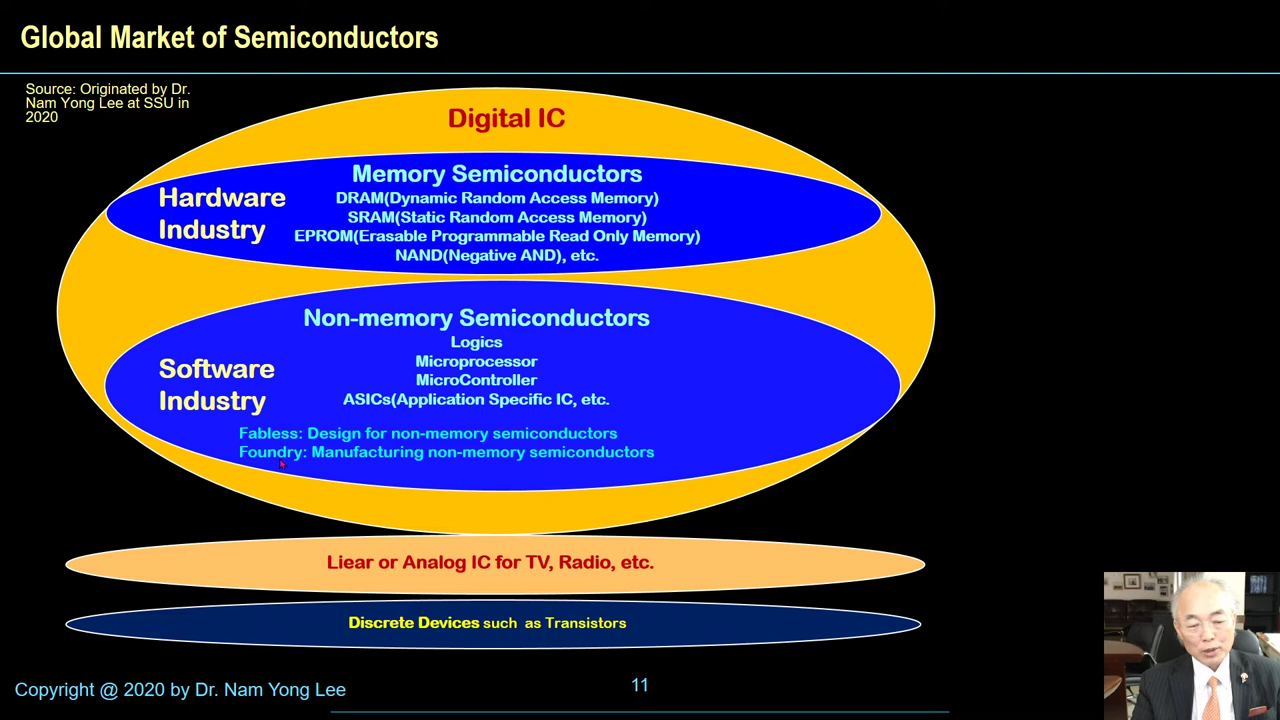 Global Market of Semiconductors
Source: Originated by Dr.
Nam Yong Lee at SSU in
2020
Digital IC
Hardware
Industry
Memory Semiconductors
DRAM(Dynamic Random Access Memory)
SRAM(Static Random Access Memory)
EPROM(Erasable Programmable Read Only Memory)
NAND(Negative AND), etc.
Software
Industry
Non-memory Semiconductors
Logics
Microprocessor
MicroController
ASICs(Application Specific IC, etc.
Fabless: Design for non-memory semiconductors
Foundry: Manufacturing non-memory semiconductors
Liear or Analog IC for TV, Radio, etc.
Discrete Devices such as Transistors
Copyright @ 2020 by Dr. Nam Yong Lee
11